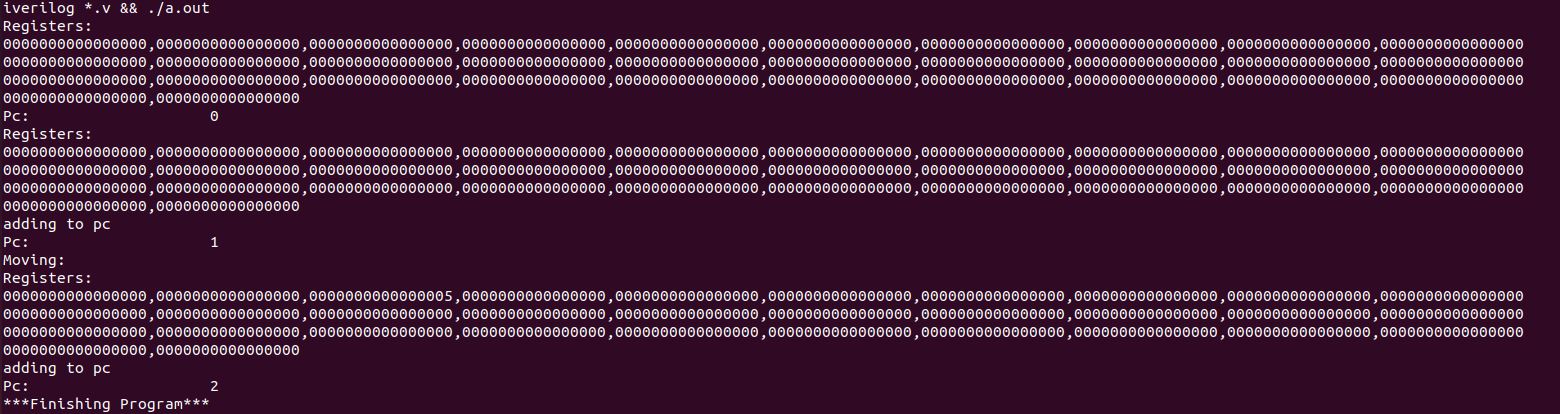 iverilog *.v && ./a.out
Registers:
0000000000000000,0000000000000000,0000000000000000,0000000000000000,0000000000000000,0000000000000000,0000000000000000,0000000000000000,0000000000000000,0000000000000000
0000000000000000,0000000000000000,0000000000000000,0000000000000000,0000000000000000,0000000000000000,0000000000000000,0000000000000000,0000000000000000,0000000000000000
0000000000000000,0000000000000000,0000000000000000,0000000000000000,0000000000000000,0000000000000000,0000000000000000,0000000000000000,0000000000000000,0000000000000000
0000000000000000,0000000000000000
Pc:                    0
Registers:
0000000000000000,0000000000000000,0000000000000000,0000000000000000,0000000000000000,0000000000000000,0000000000000000,0000000000000000,0000000000000000,0000000000000000
0000000000000000,0000000000000000,0000000000000000,0000000000000000,0000000000000000,0000000000000000,0000000000000000,0000000000000000,0000000000000000,0000000000000000
0000000000000000,0000000000000000,0000000000000000,0000000000000000,0000000000000000,0000000000000000,0000000000000000,0000000000000000,0000000000000000,0000000000000000
0000000000000000,0000000000000000
adding to pc
Pc:                    1
Moving:
Registers:
0000000000000000,0000000000000000,0000000000000005,0000000000000000,0000000000000000,0000000000000000,0000000000000000,0000000000000000,0000000000000000,0000000000000000
0000000000000000,0000000000000000,0000000000000000,0000000000000000,0000000000000000,0000000000000000,0000000000000000,0000000000000000,0000000000000000,0000000000000000
0000000000000000,0000000000000000,0000000000000000,0000000000000000,0000000000000000,0000000000000000,0000000000000000,0000000000000000,0000000000000000,0000000000000000
0000000000000000,0000000000000000
adding to pc
Pc:                    2
***Finishing Program***